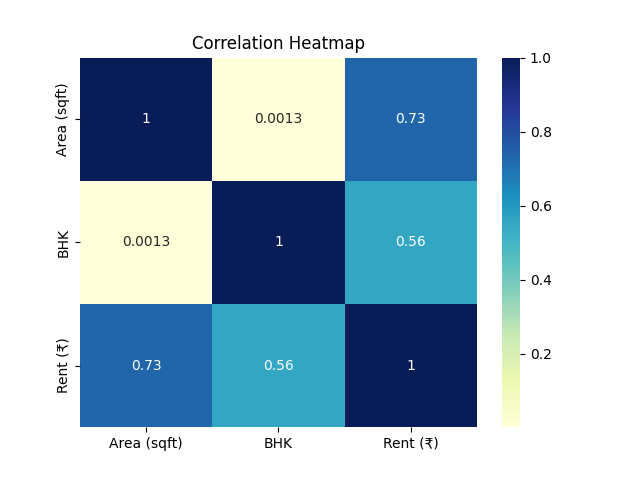 Correlation Heatmap
Area (sqft)
1
0.0013
0.73
BHK
0.0013
1
0.56
Rent (₹)
0.73
0.56
1
Area (sqft)
BHK
Rent (₹)
1.0
0.8
0.6
0.4
0.2